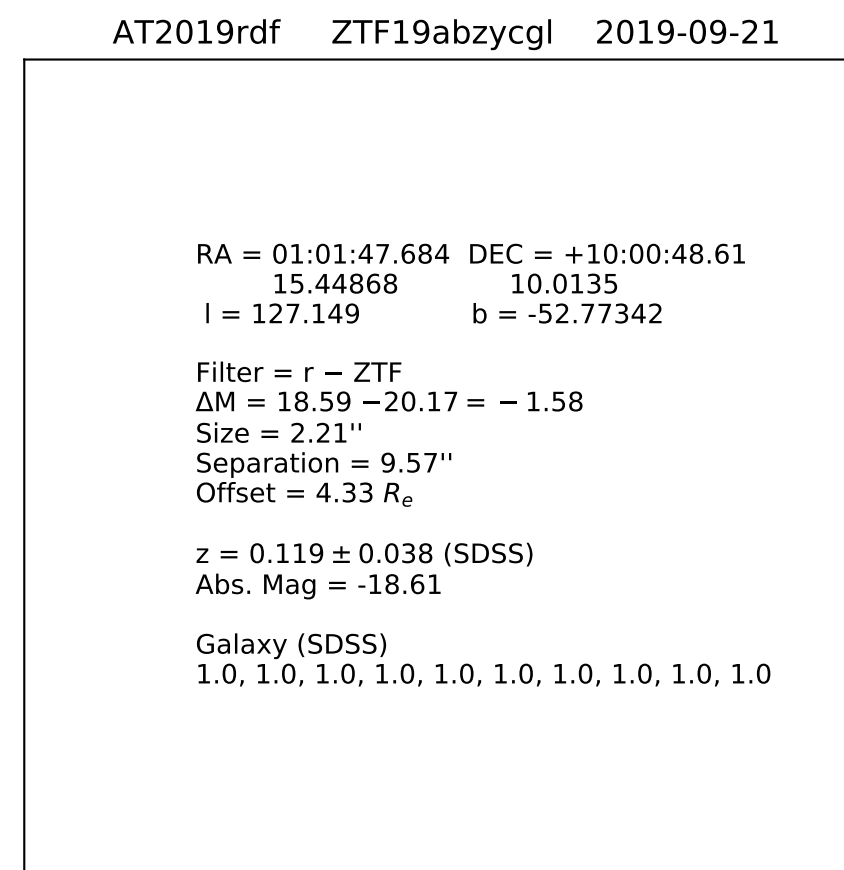 AT2019rdf ZTF19abzycgl 2019-09-21
RA = 01:01:47.684 DEC = +10:00:48.61
15.44868 10.0135
l = 127.149 b = -52.77342
Filter = r − ZTF
ΔM = 18.59 −20.17 = − 1.58
Size = 2.21''
Separation = 9.57''
Offset = 4.33 Re
z = 0.119 ± 0.038 (SDSS)
Abs. Mag = -18.61
Galaxy (SDSS)
1.0, 1.0, 1.0, 1.0, 1.0, 1.0, 1.0, 1.0, 1.0, 1.0